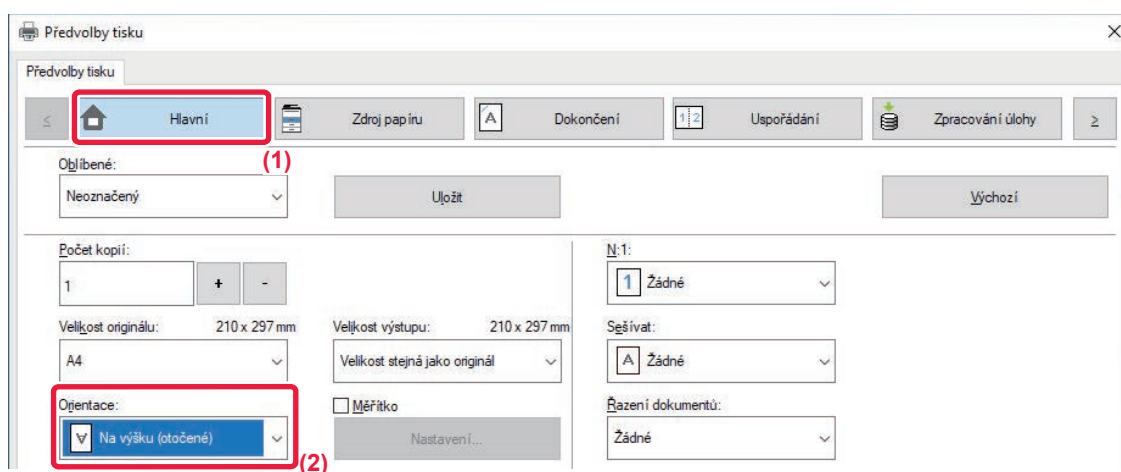 Předvolby tisku
Předvolby tisku
< Hlavní Zdroj papíru A Dokončení 1 2 Uspořádání Zpracování úlohy >
(1)
Oblíbené:
Neoznačený Uložit Výchozí
Počet kopií: N:1:
1 + - 1 Žádné
Velikost originálu: 210 x 297 mm Velikost výstupu: 210 x 297 mm Sešívat:
A4 Velikost stejná jako originál A Žádné
Orientace: Měřítko Řazení dokumentů:
A Na výšku (otočené) Nastavení... Žádné
(2)